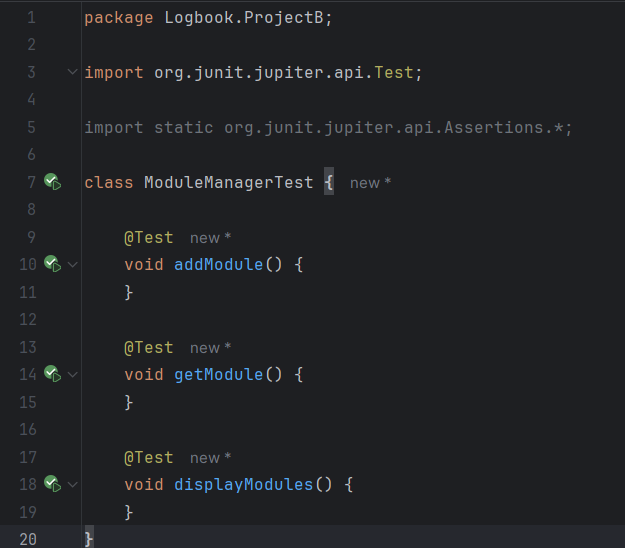 1 package Logbook.ProjectB;
2
3 import org.junit.jupiter.api.Test;
4
5 import static org.junit.jupiter.api.Assertions.*;
6
7 class ModuleManagerTest { new *
8
9 @Test new *
10 void addModule() {
11 }
12
13 @Test new *
14 void getModule() {
15 }
16
17 @Test new *
18 void displayModules() {
19 }
20 }